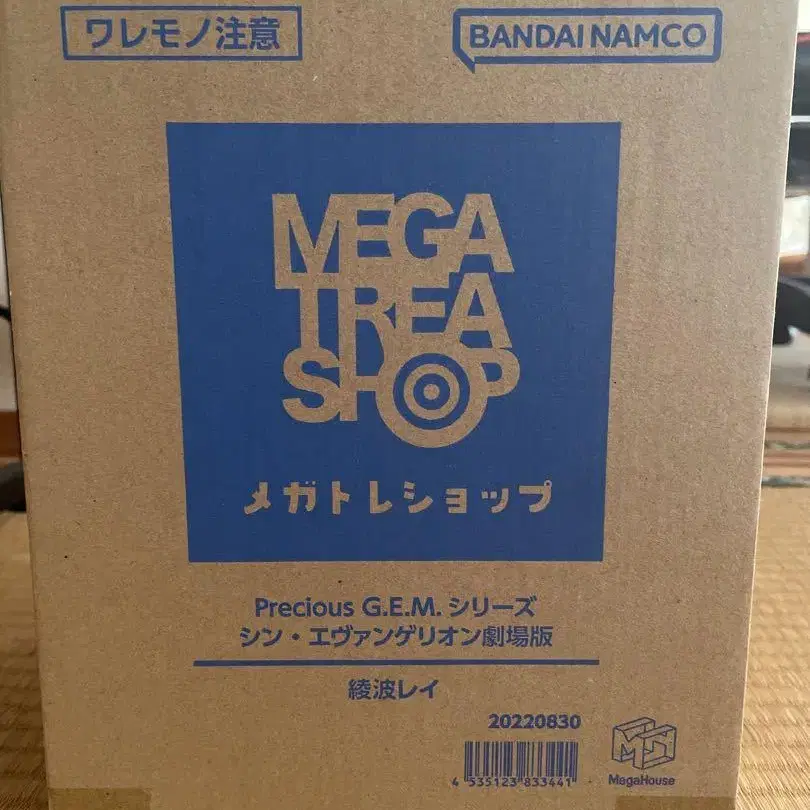 ワレモノ注意
BANDAI NAMCO
MEGA
TREA
SHOP
メガトレショップ
Precious G.E.M. シリーズ
シン・エヴァンゲリオン劇場版
綾波レイ
20220830
4 535123 833441
MegaHouse